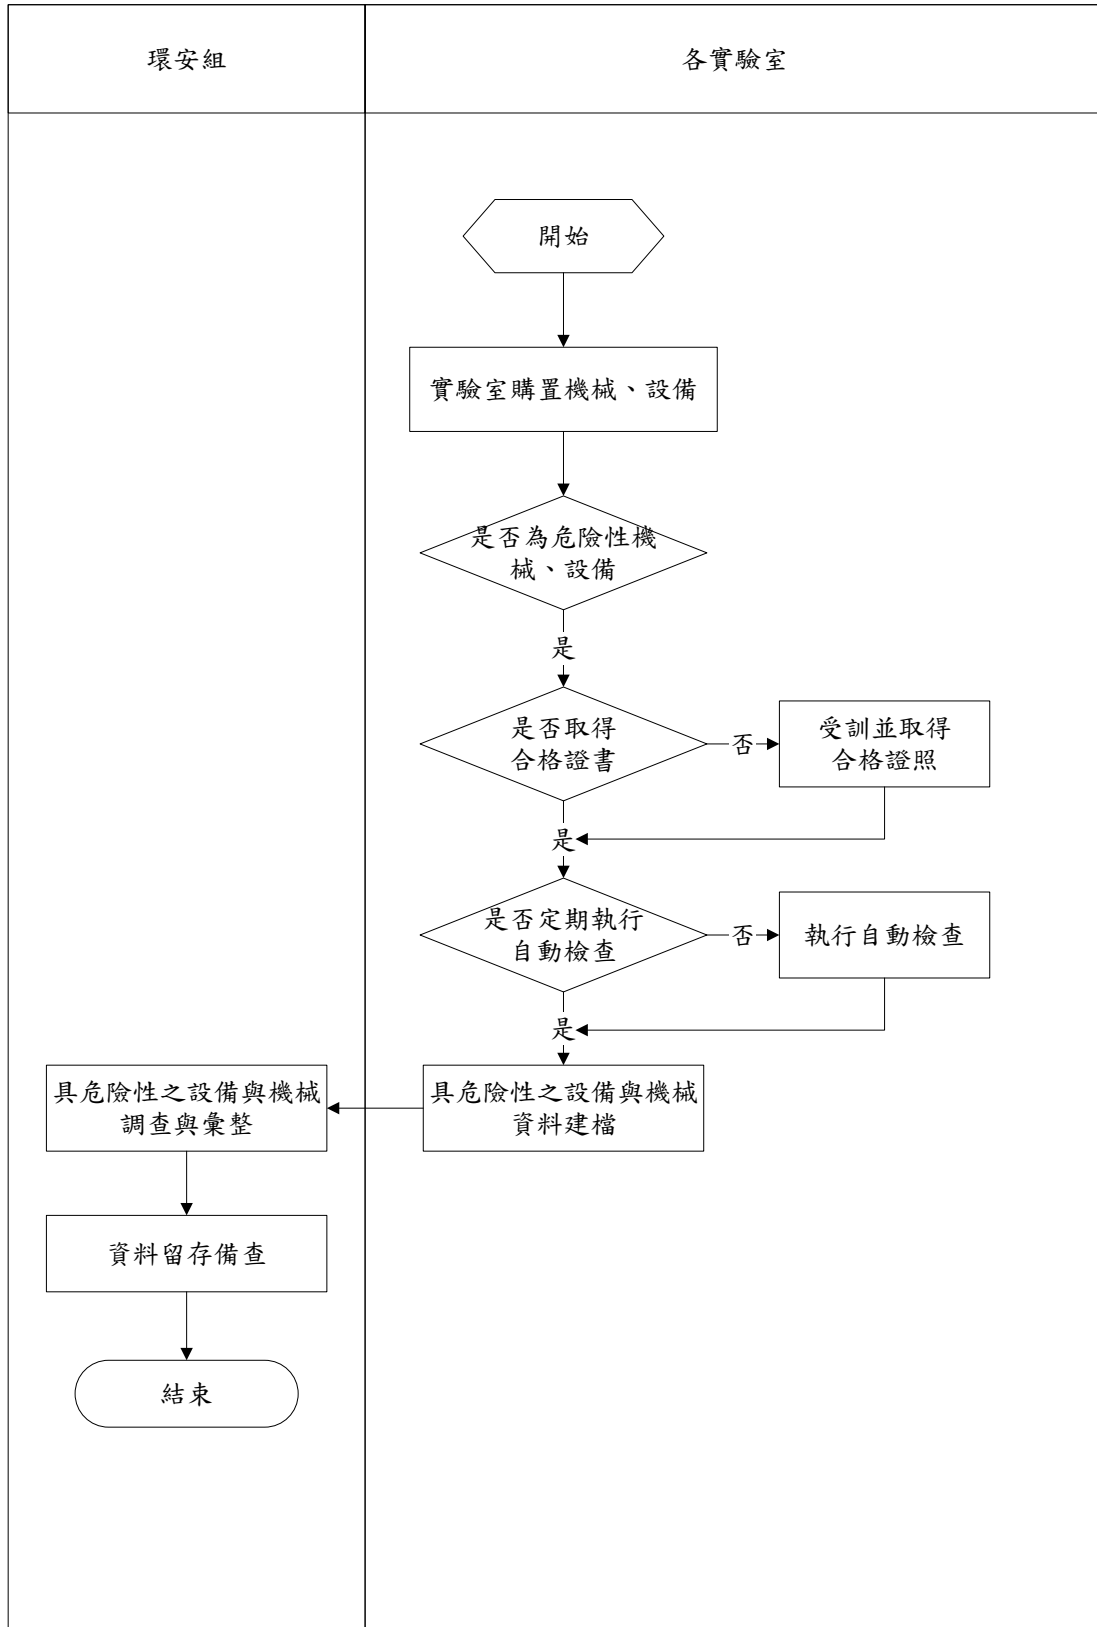 環安組
各實驗室
開始
實驗室購置機械、設備
是否為危險性機
械、設備
是
是否取得
合格證書
否
受訓並取得
合格證照
是
是否定期執行
自動檢查
否
執行自動檢查
是
具危險性之設備與機械
資料建檔
具危險性之設備與機械
調查與彙整
資料留存備查
結束